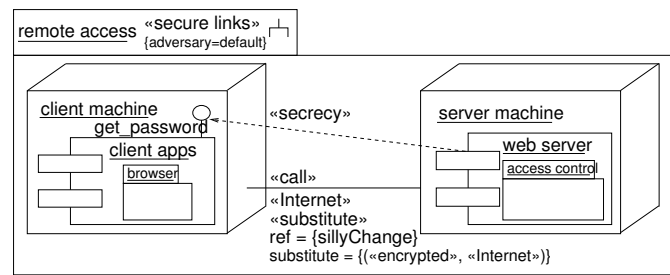 remote access «secure links»
{adversary=default}
client machine
get_password
client apps
browser
«secrecy»
«call»
«Internet»
«substitute»
ref = {sillyChange}
substitute = {(«encrypted», «Internet»)}
server machine
web server
access control